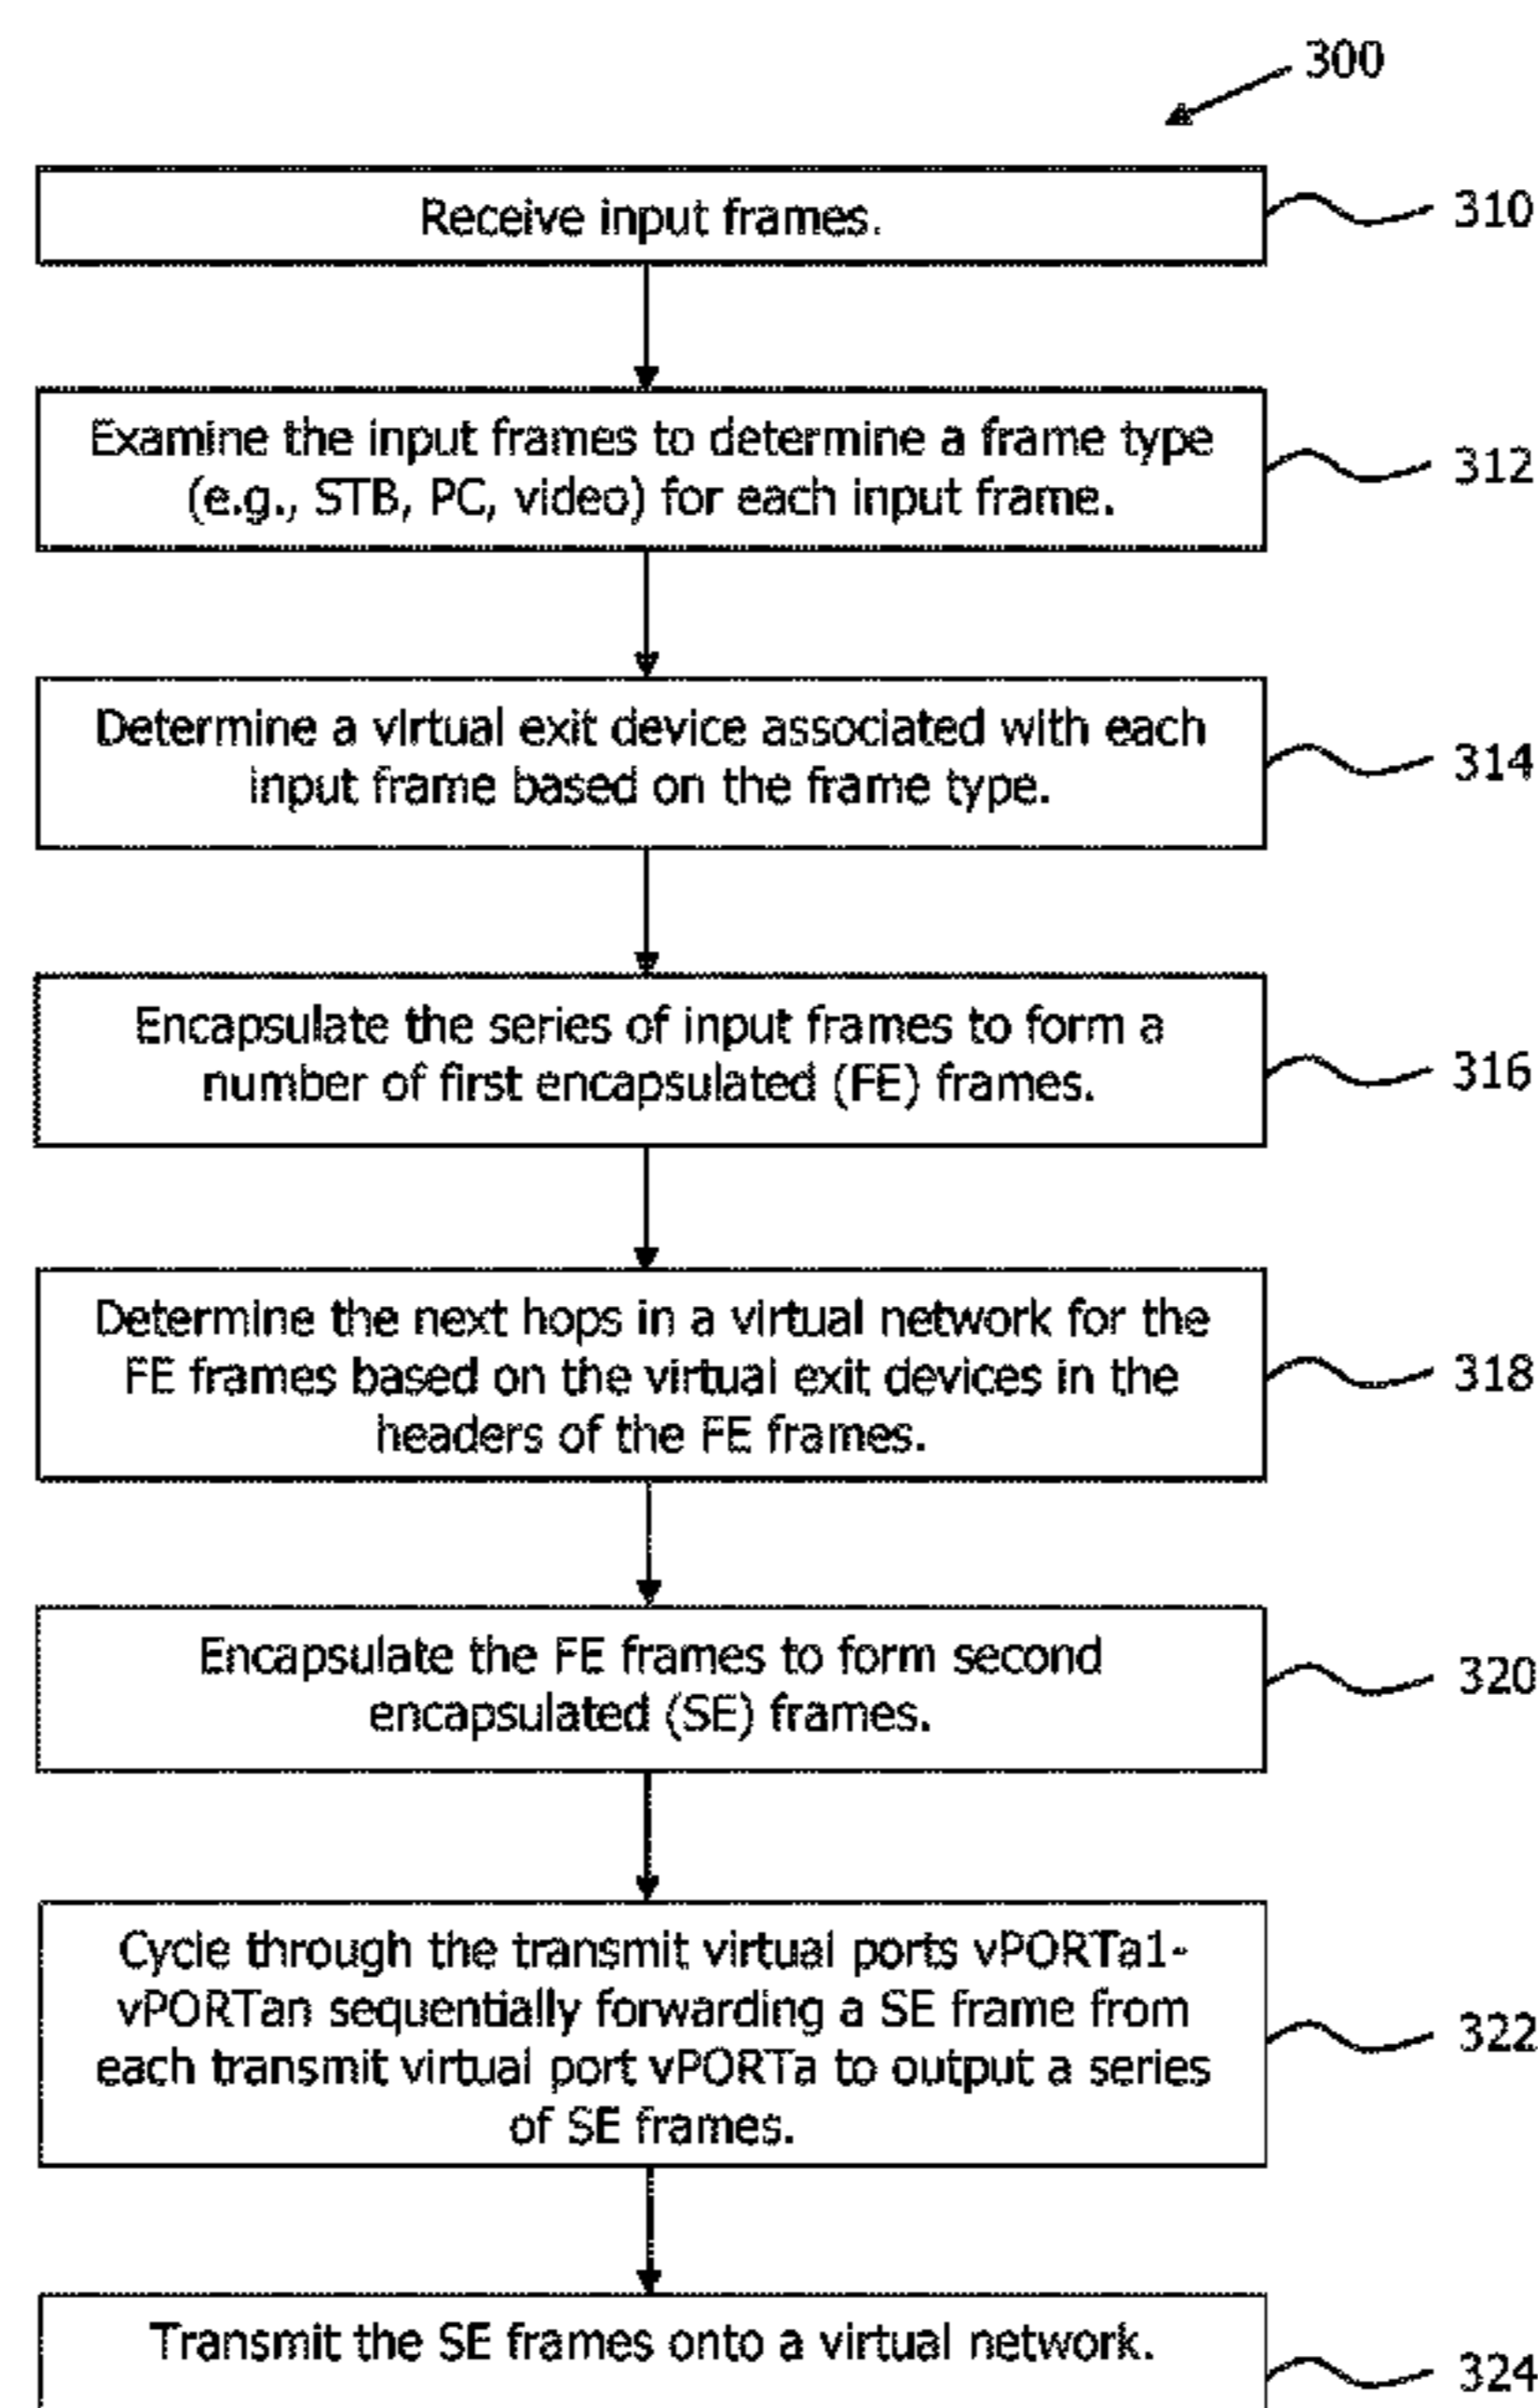 300
Receive input frames.
310
Examine the input frames to determine a frame type
(e.g., STB, PC, video) for each input frame.
312
Determine a virtual exit device associated with each
input frame based on the frame type.
314
Encapsulate the series of input frames to form a
number of first encapsulated (FE) frames.
316
Determine the next hops in a virtual network for the
FE frames based on the virtual exit devices in the
headers of the FE frames.
318
Encapsulate the FE frames to form second
encapsulated (SE) frames.
320
Cycle through the transmit virtual ports vPORTa1-
vPORTan sequentially forwarding a SE frame from
each transmit virtual port vPORTa to output a series
of SE frames.
322
Transmit the SE frames onto a virtual network.
324